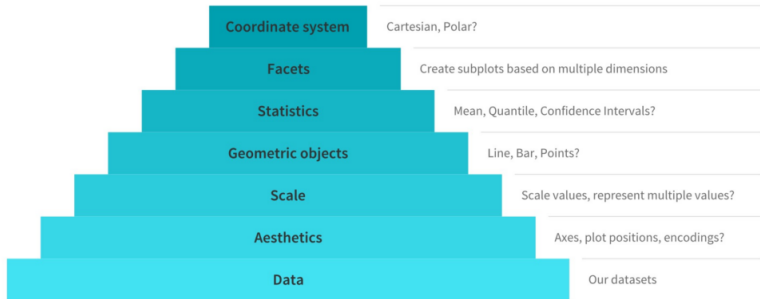 Coordinate system Cartesian, Polar?
Facets Create subplots based on multiple dimensions
Statistics Mean, Quantile, Confidence Intervals?
Geometric objects Line, Bar, Points?
Scale Scale values, represent multiple values?
Aesthetics Axes, plot positions, encodings?
Data Our datasets